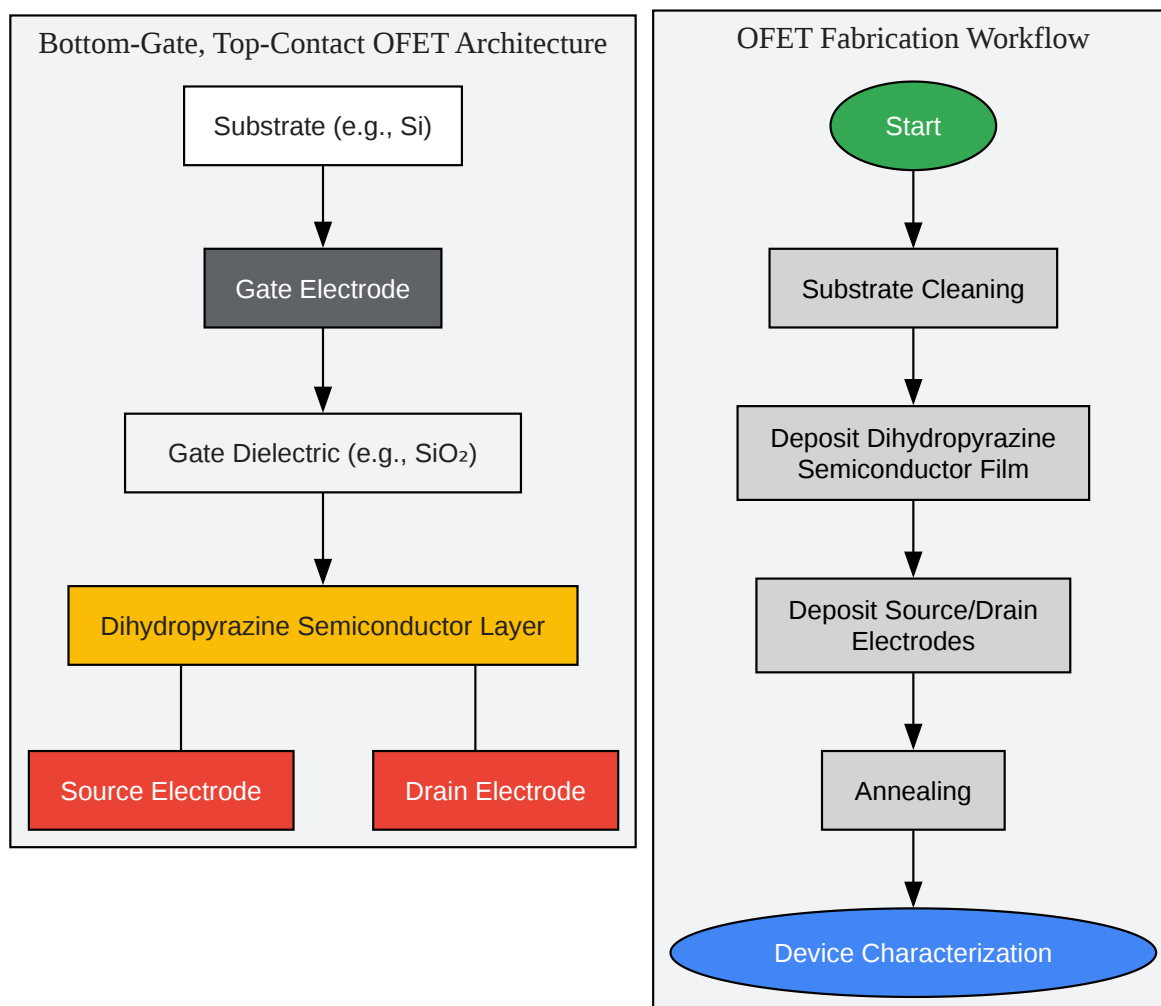 Bottom-Gate, Top-Contact OFET Architecture
Substrate (e.g., Si)
Gate Electrode
Gate Dielectric (e.g., SiO₂)
Dihydropyrazine Semiconductor Layer
Source Electrode
Drain Electrode
OFET Fabrication Workflow
Start
Substrate Cleaning
Deposit Dihydropyrazine
Semiconductor Film
Deposit Source/Drain
Electrodes
Annealing
Device Characterization